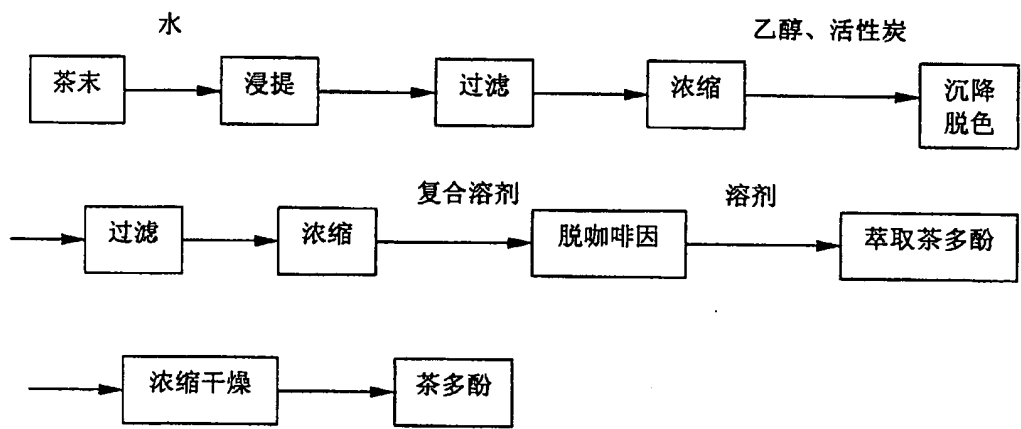 水
乙醇、活性炭
茶末
浸提
过滤
浓缩
沉降
脱色
复合溶剂
溶剂
过滤
浓缩
脱咖啡因
萃取茶多酚
浓缩干燥
茶多酚